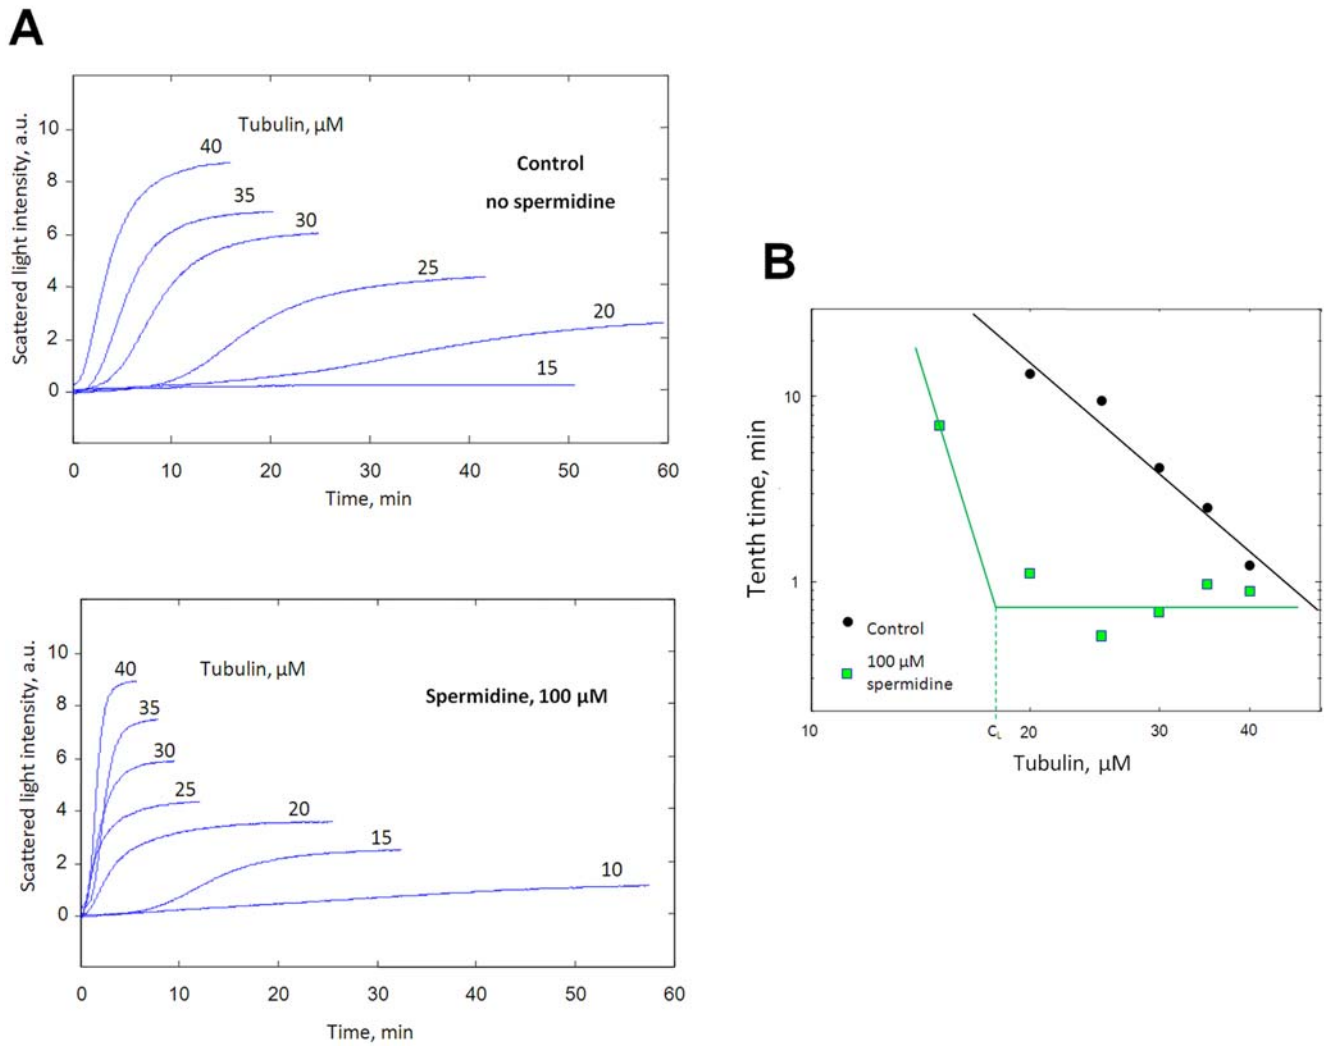 A
Scattered light intensity, a.u.
10
8
6
4
2
0
Tubulin, µM
40
35
30
25
20
15
Control
no spermidine
0 10 20 30 40 50 60
Time, min
Scattered light intensity, a.u.
10
8
6
4
2
0
Tubulin, µM
40
35
30
25
20
15
10
Spermidine, 100 µM
0 10 20 30 40 50 60
Time, min
B
Tenth time, min
10
1
Control
100 µM
spermidine
10 CL 20 30 40
Tubulin, µM